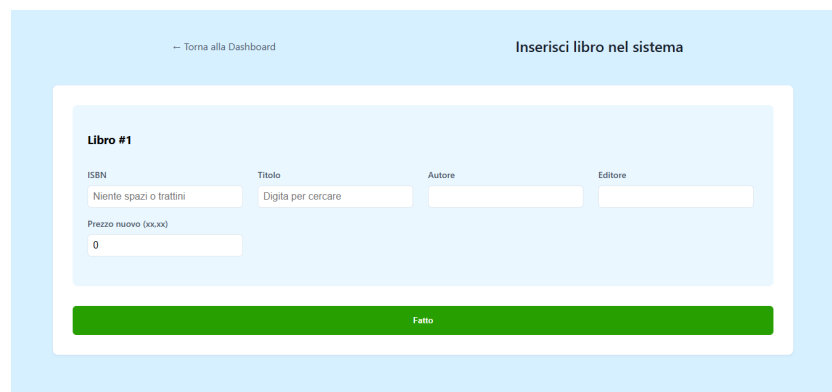 ← Torna alla Dashboard
Inserisci libro nel sistema
Libro #1
ISBN
Titolo
Autore
Editore
Niente spazi o trattini
Digita per cercare
Prezzo nuovo (xx,xx)
0
Fatto